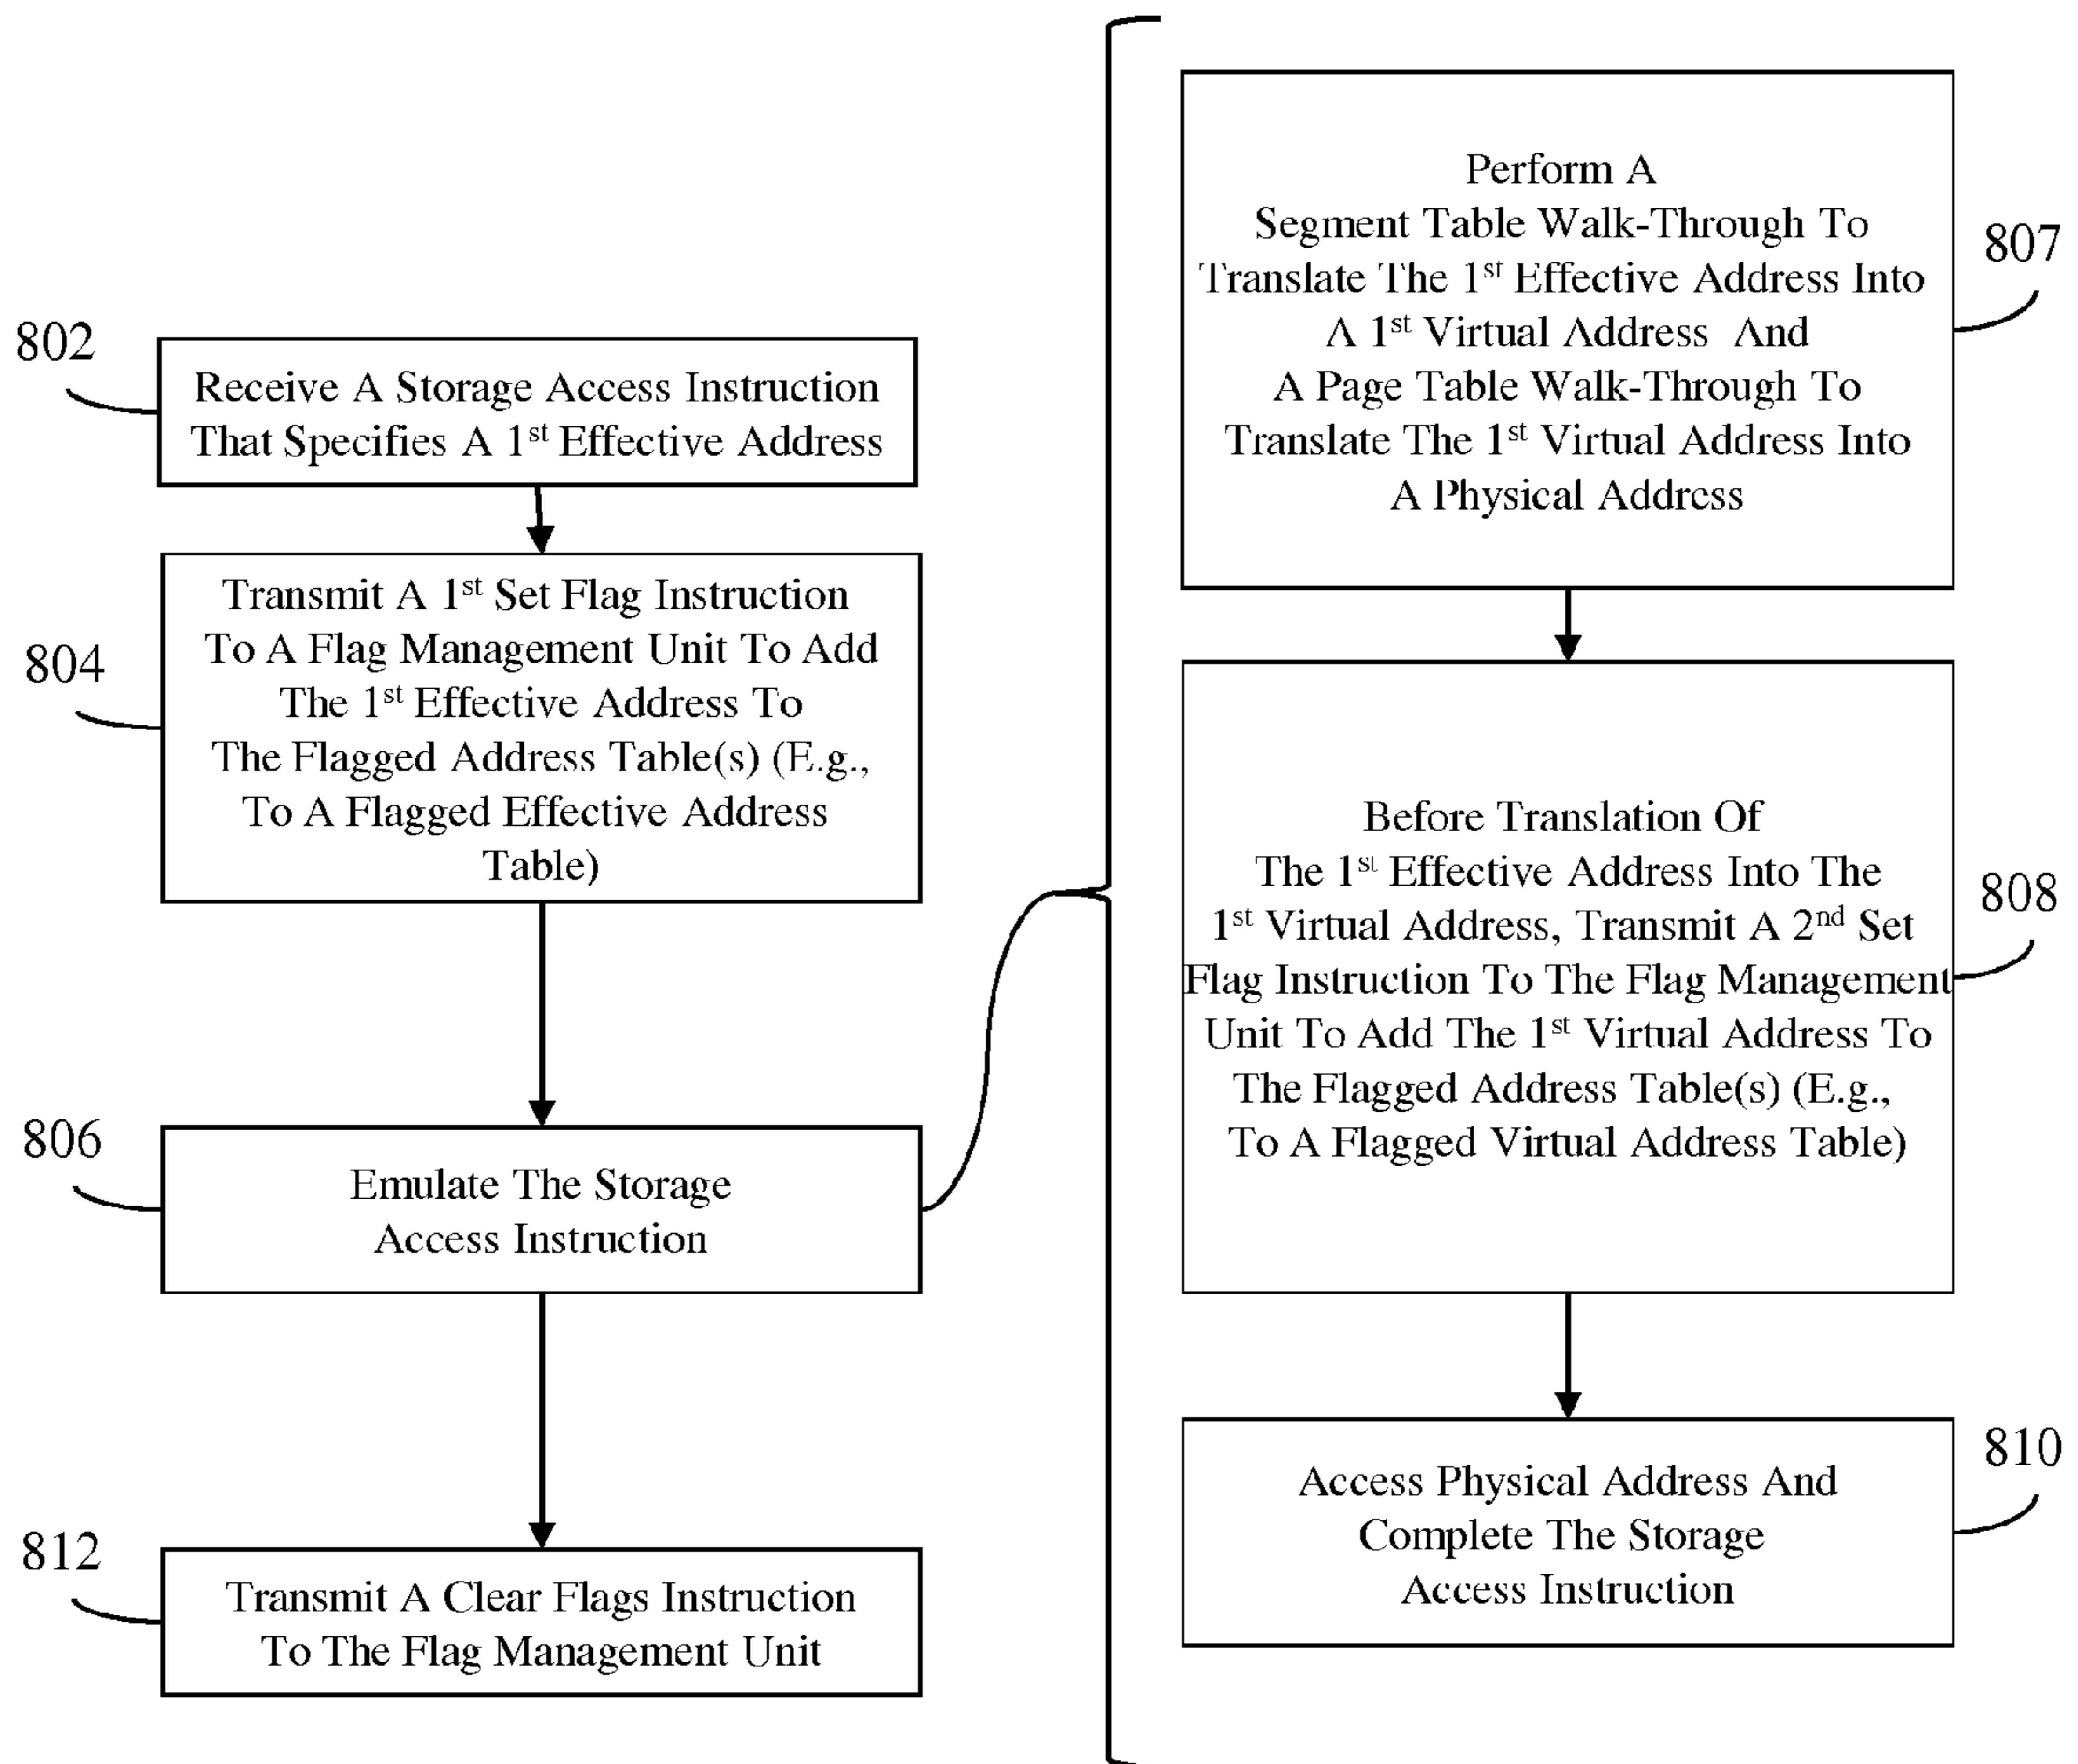 802
Receive A Storage Access Instruction
That Specifies A 1st Effective Address
804
Transmit A 1st Set Flag Instruction
To A Flag Management Unit To Add
The 1st Effective Address To
The Flagged Address Table(s) (E.g.,
To A Flagged Effective Address
Table)
806
Emulate The Storage
Access Instruction
812
Transmit A Clear Flags Instruction
To The Flag Management Unit
Perform A
Segment Table Walk-Through To
Translate The 1st Effective Address Into
A 1st Virtual Address And
A Page Table Walk-Through To
Translate The 1st Virtual Address Into
A Physical Address
807
Before Translation Of
The 1st Effective Address Into The
1st Virtual Address, Transmit A 2nd Set
Flag Instruction To The Flag Management
Unit To Add The 1st Virtual Address To
The Flagged Address Table(s) (E.g.,
To A Flagged Virtual Address Table)
808
Access Physical Address And
Complete The Storage
Access Instruction
810